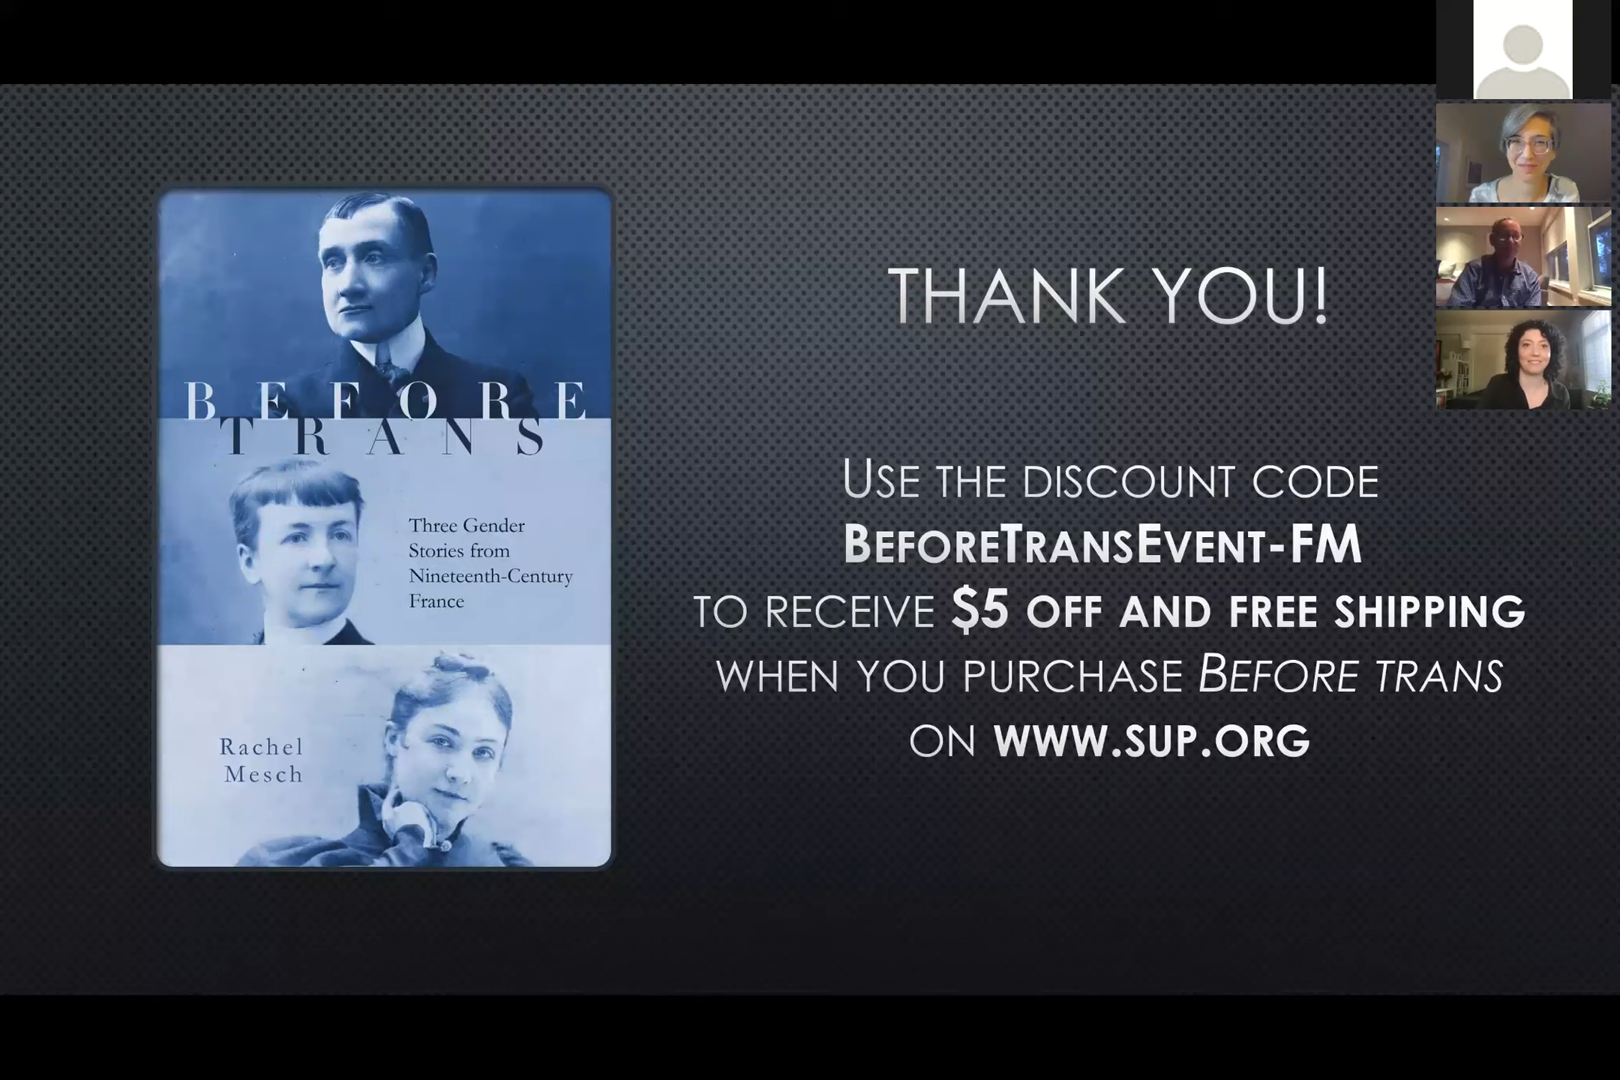 BEFORE
TRANS
Three Gender
Stories from
Nineteenth-Century
France
Rachel
Mesch
THANK YOU!
USE THE DISCOUNT CODE
BEFORETRANSEVENT-FM
TO RECEIVE $5 OFF AND FREE SHIPPING
WHEN YOU PURCHASE BEFORE TRANS
ON WWW.SUP.ORG